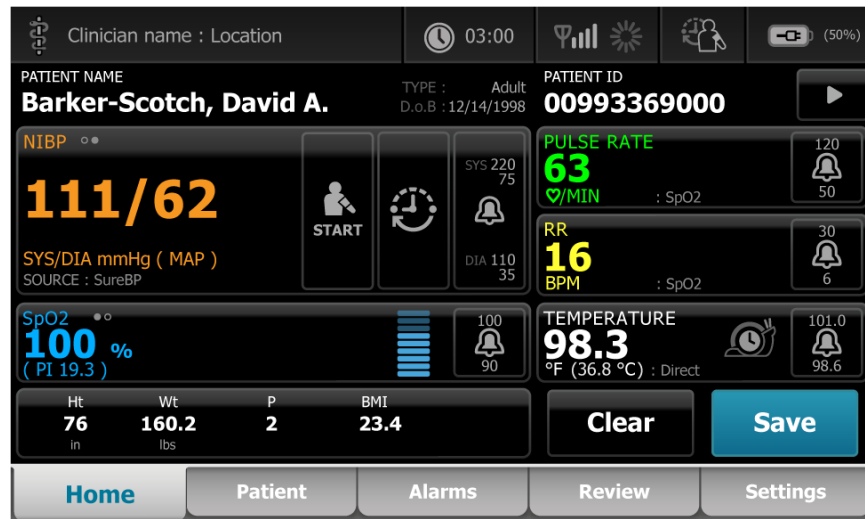 Clinician name : Location
03:00
(50%)
PATIENT NAME
Barker-Scotch, David A.
TYPE : Adult
D.o.B : 12/14/1998
PATIENT ID
00993369000
NIBP
111/62
SYS/DIA mmHg ( MAP )
SOURCE : SureBP
START
SYS 220
75
DIA 110
35
PULSE RATE
63
/MIN : SpO2
120
50
RR
16
BPM : SpO2
30
6
SpO2
100 %
( PI 19.3 )
100
90
TEMPERATURE
98.3
°F (36.8 °C) : Direct
101.0
98.6
Ht Wt P BMI
76 160.2 2 23.4
in lbs
Clear
Save
Home Patient Alarms Review Settings